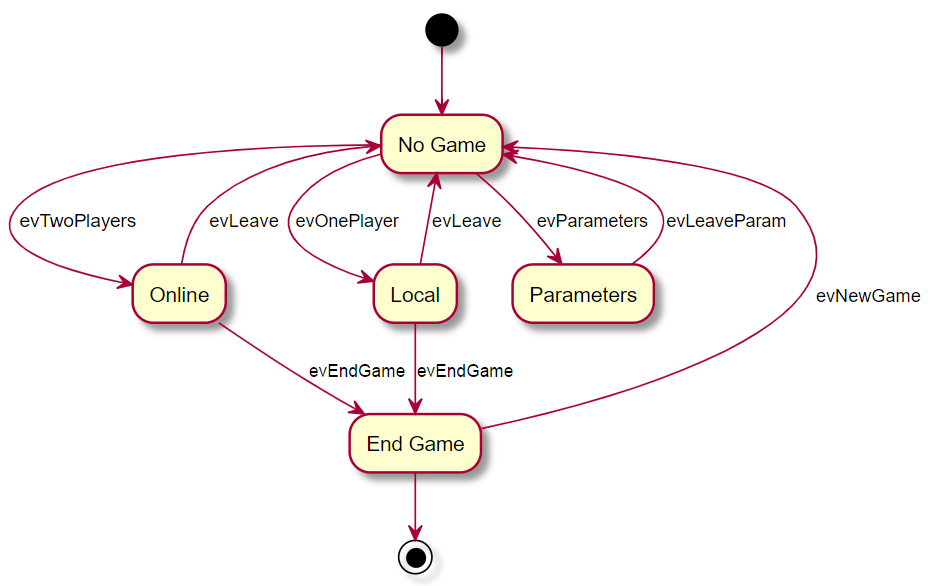 No Game
evTwoPlayers
evLeave
evOnePlayer
evLeave
evParameters
evLeaveParam
Online
Local
Parameters
evNewGame
evEndGame
evEndGame
End Game